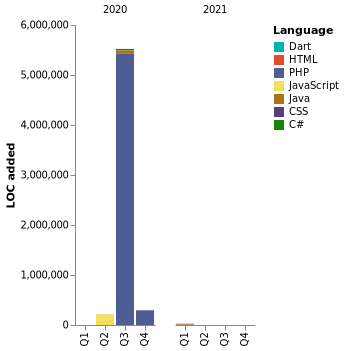 2020
2021
LOC added
6,000,000
5,000,000
4,000,000
3,000,000
2,000,000
1,000,000
0
Q1
Q2
Q3
Q4
Q1
Q2
Q3
Q4
Language
Dart
HTML
PHP
JavaScript
Java
CSS
C#